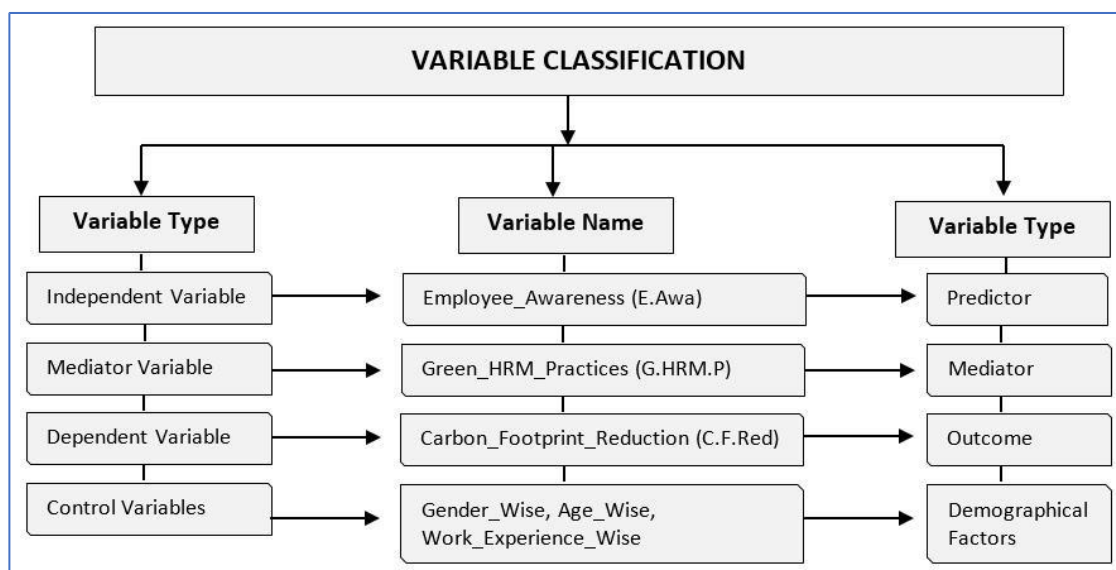 VARIABLE CLASSIFICATION
Variable Type
Variable Name
Variable Type
Independent Variable
Employee_Awareness (E.Awa)
Predictor
Mediator Variable
Green_HRM_Practices (G.HRM.P)
Mediator
Dependent Variable
Carbon_Footprint_Reduction (C.F.Red)
Outcome
Control Variables
Gender_Wise, Age_Wise,
Work_Experience_Wise
Demographical
Factors